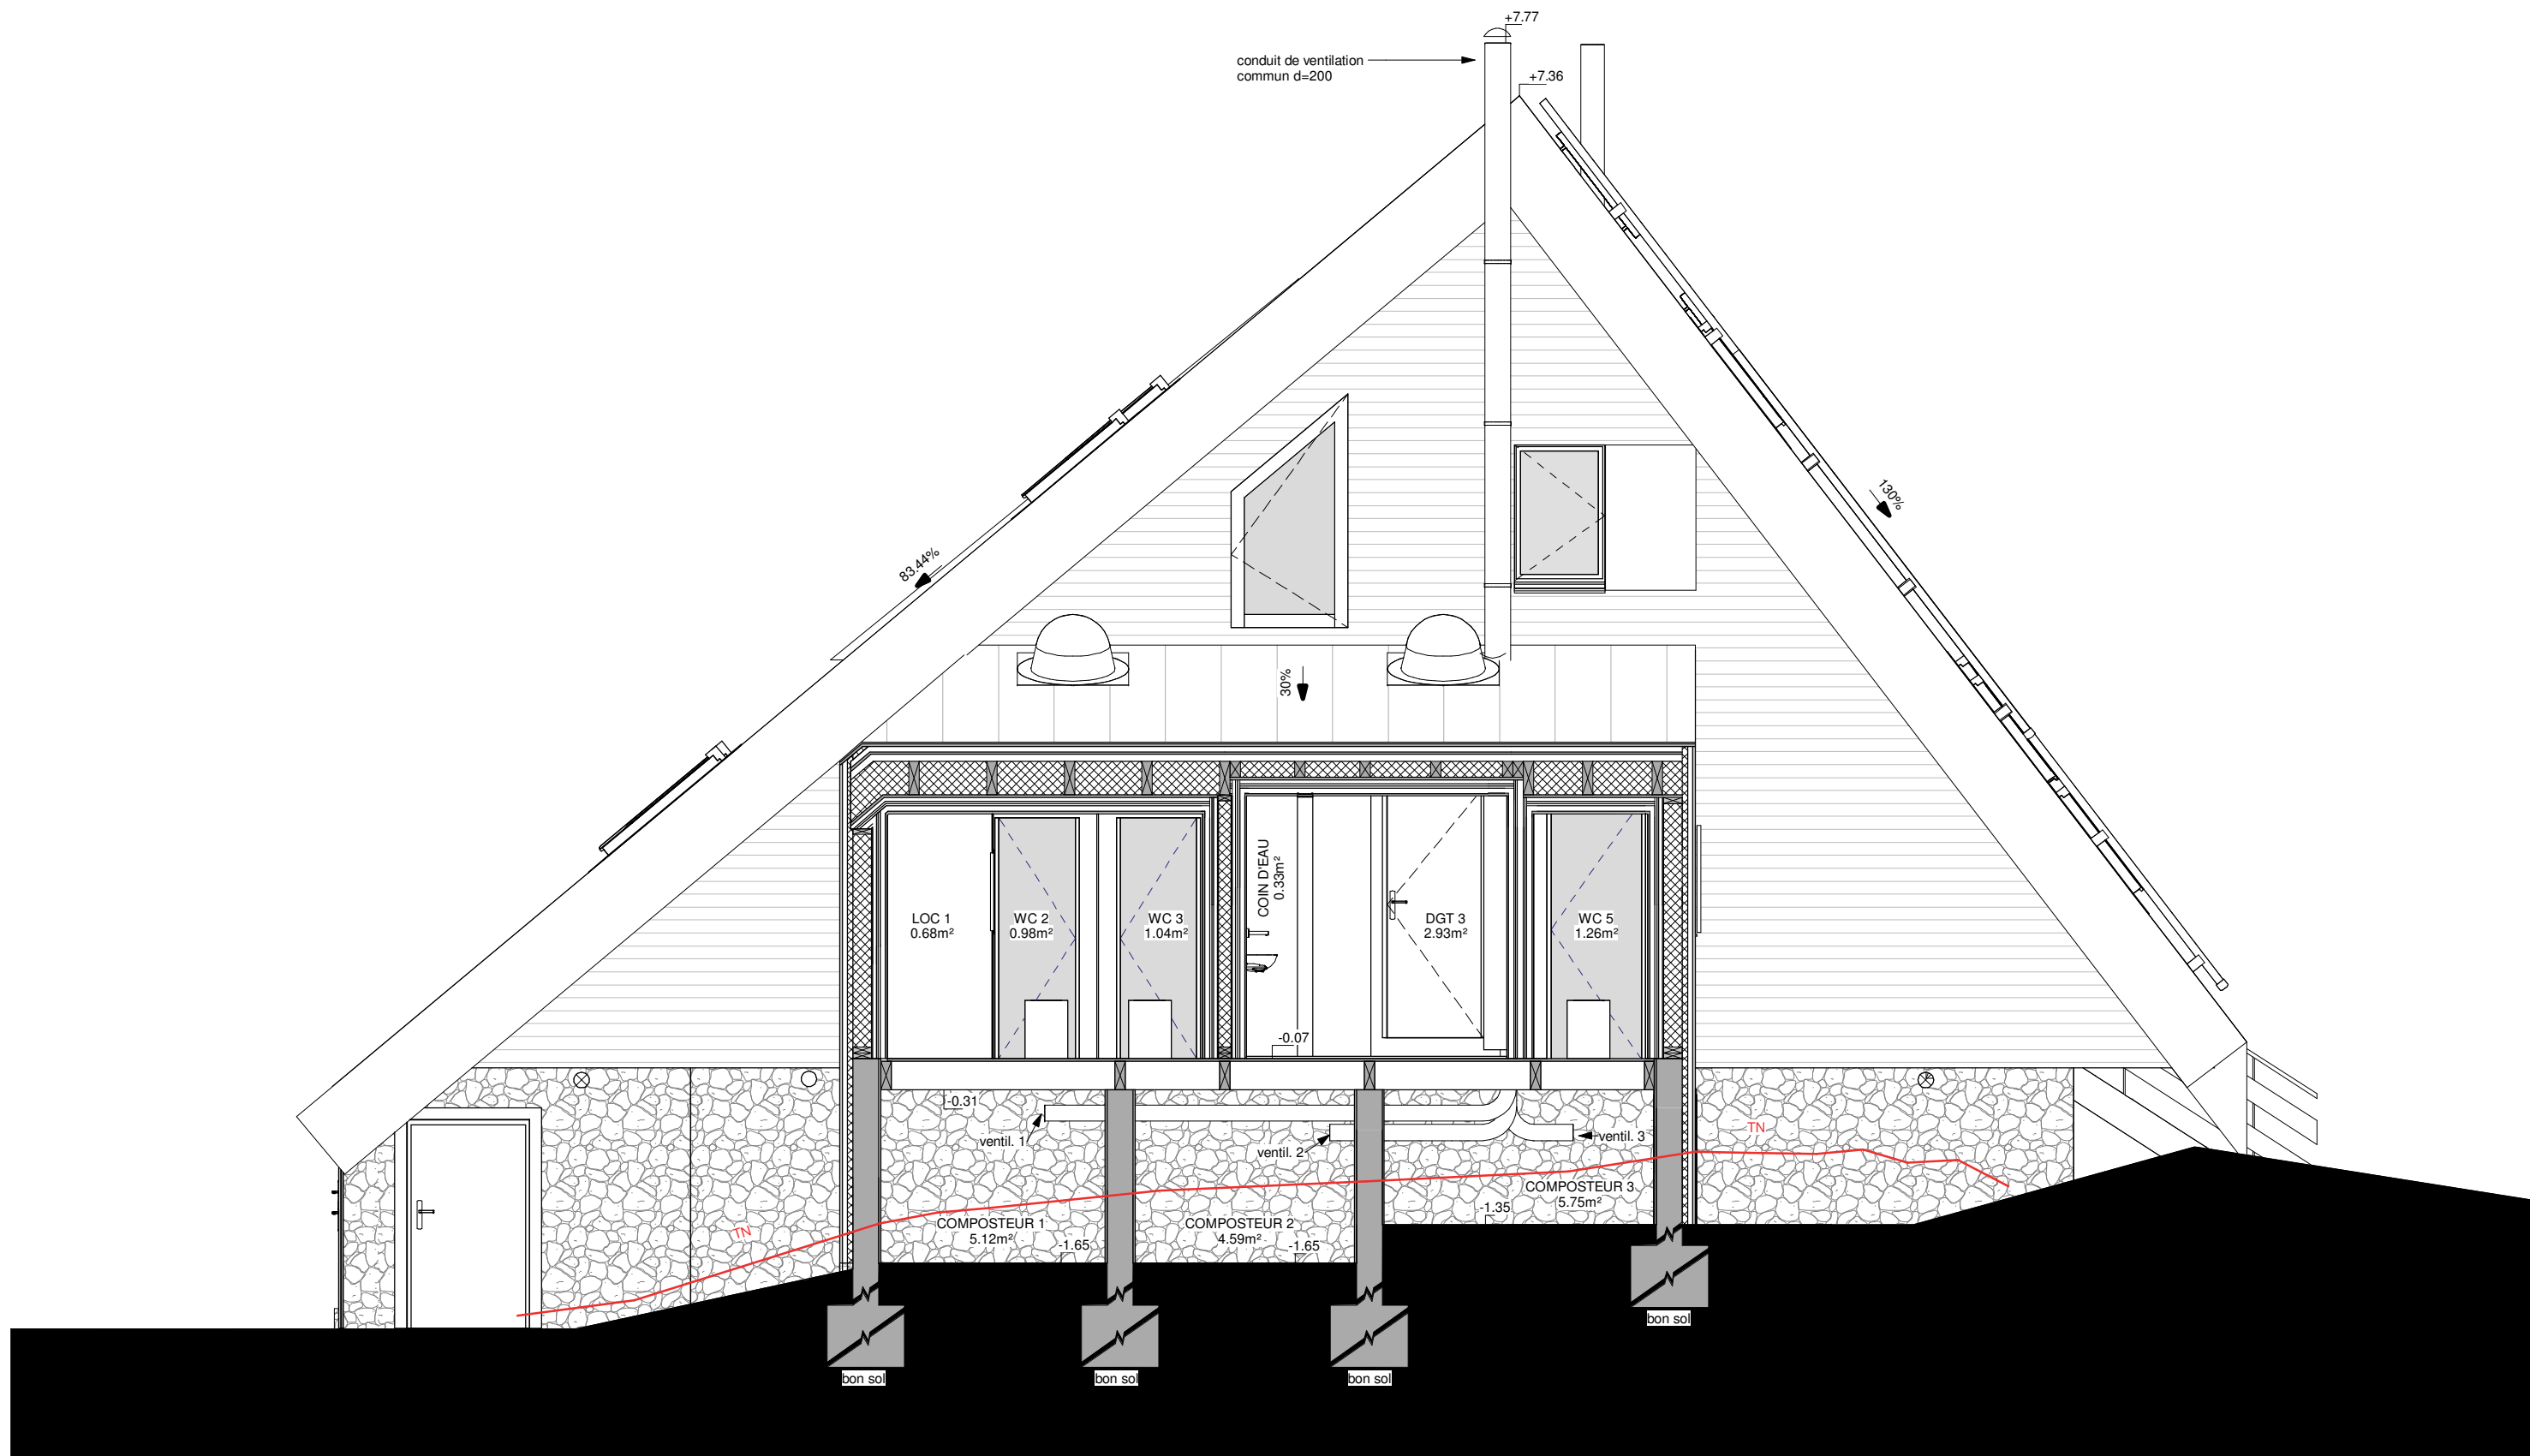 +7.77
conduit de ventilation
commun d=200
+7.36
130%
83.44%
30%
COIN D'EAU
0.33m²
LOC 1
0.68m²
WC 2
0.98m²
WC 3
1.04m²
DGT 3
2.93m²
WC 5
1.26m²
-0.07
-0.31
ventil. 1
ventil. 2
ventil. 3
TN
COMPOSTEUR 3
5.75m²
-1.35
COMPOSTEUR 1
5.12m²
COMPOSTEUR 2
4.59m²
TN
-1.65
-1.65
bon sol
bon sol
bon sol
bon sol